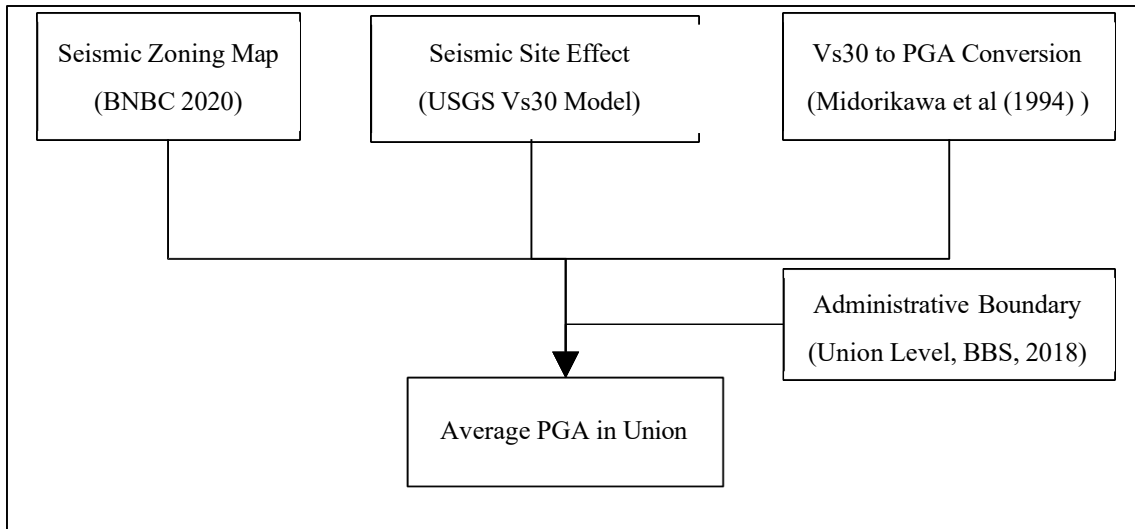 Seismic Zoning Map
(BNBC 2020)
Seismic Site Effect
(USGS Vs30 Model)
Vs30 to PGA Conversion
(Midorikawa et al (1994) )
Administrative Boundary
(Union Level, BBS, 2018)
Average PGA in Union